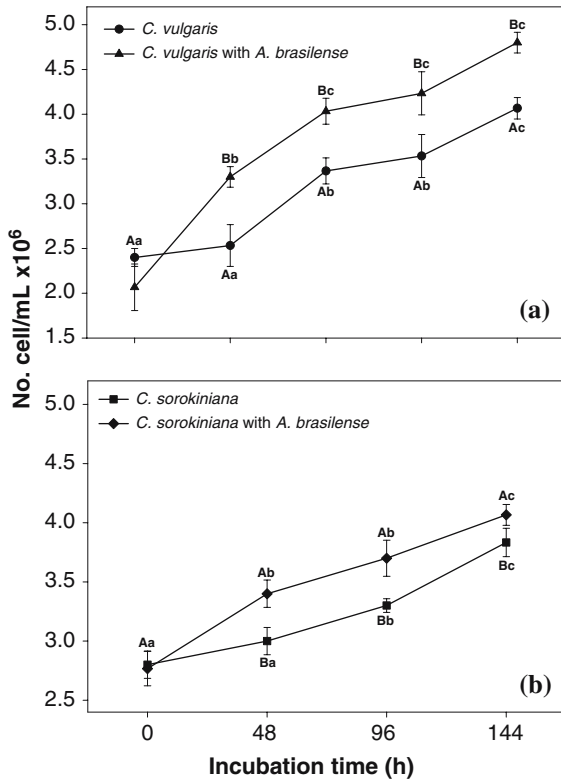 No. cell/mL x10⁶
5.0
4.5
4.0
3.5
3.0
2.5
2.0
1.5
C. vulgaris
C. vulgaris with A. brasilense
Aa
Bb
Bc
Bc
Bc
Aa
Ab
Ab
Ac
(a)
5.0
4.5
4.0
3.5
3.0
2.5
C. sorokiniana
C. sorokiniana with A. brasilense
Aa
Ab
Ab
Ac
Ba
Bb
Bc
(b)
0 48 96 144
Incubation time (h)